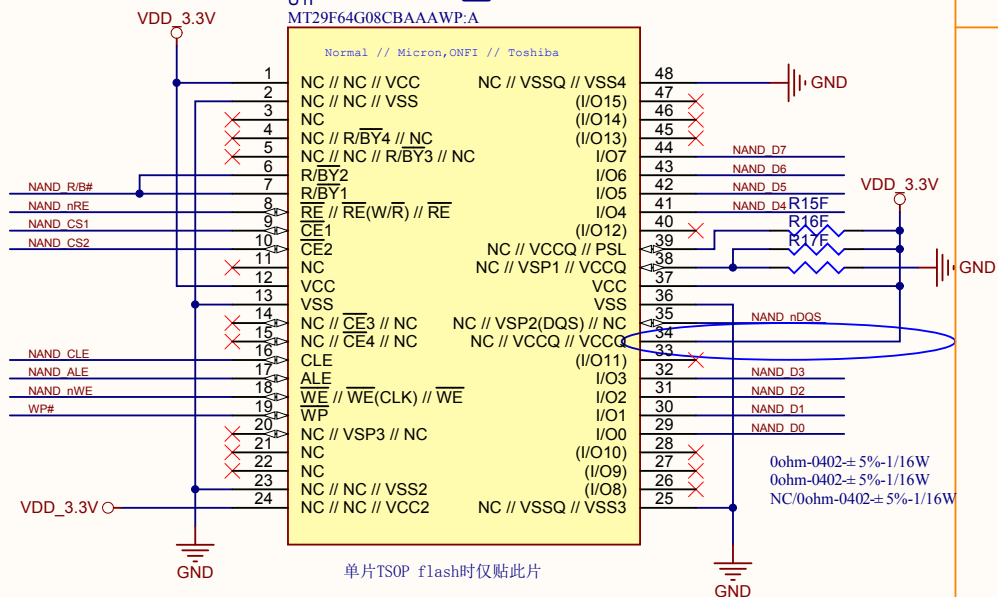 MT29F64G08CBAAAWP:A
Normal // Micron,ONFI // Toshiba
VDD_3.3V
1 NC // NC // VCC
2 NC // NC // VSS
3 NC
4 NC // R/BY4 // NC
5 NC // NC // R/BY3 // NC
6 R/BY2
NAND_R/B# 7 R/BY1
NAND_nRE 8 RE // RE(W/R) // RE
NAND_CS1 9 CE1
NAND_CS2 10 CE2
11 NC
12 VCC
13 VSS
14 NC // CE3 // NC
15 NC // CE4 // NC
NAND_CLE 16 CLE
NAND_ALE 17 ALE
NAND_nWE 18 WE // WE(CLK) // WE
WP# 19 WP
20 NC // VSP3 // NC
21 NC
22 NC
23 NC // NC // VSS2
VDD_3.3V 24 NC // NC // VCC2
GND
NC // VSSQ // VSS4 48 GND
(I/O15) 47
(I/O14) 46
(I/O13) 45
I/O7 44 NAND_D7
I/O6 43 NAND_D6
I/O5 42 NAND_D5
I/O4 41 NAND_D4
(I/O12) 40
NC // VCCQ // PSL 39
NC // VSP1 // VCCQ 38
VCC 37
VSS 36
NC // VSP2(DQS) // NC 35 NAND_nDQS
NC // VCCQ // VCCQ 34
(I/O11) 33
I/O3 32 NAND_D3
I/O2 31 NAND_D2
I/O1 30 NAND_D1
I/O0 29 NAND_D0
(I/O10) 28
(I/O9) 27
(I/O8) 26
NC // VSSQ // VSS3 25
VDD_3.3V
R15F
R16F
R17F
GND
0ohm-0402-±5%-1/16W
0ohm-0402-±5%-1/16W
NC/0ohm-0402-±5%-1/16W
GND
单片TSOP flash时仅贴此片